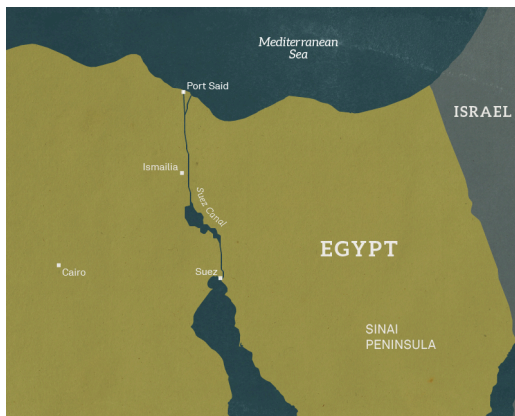 Mediterranean
Sea
Port Said
ISRAEL
Ismailia
Suez Canal
EGYPT
Cairo
Suez
SINAI
PENINSULA